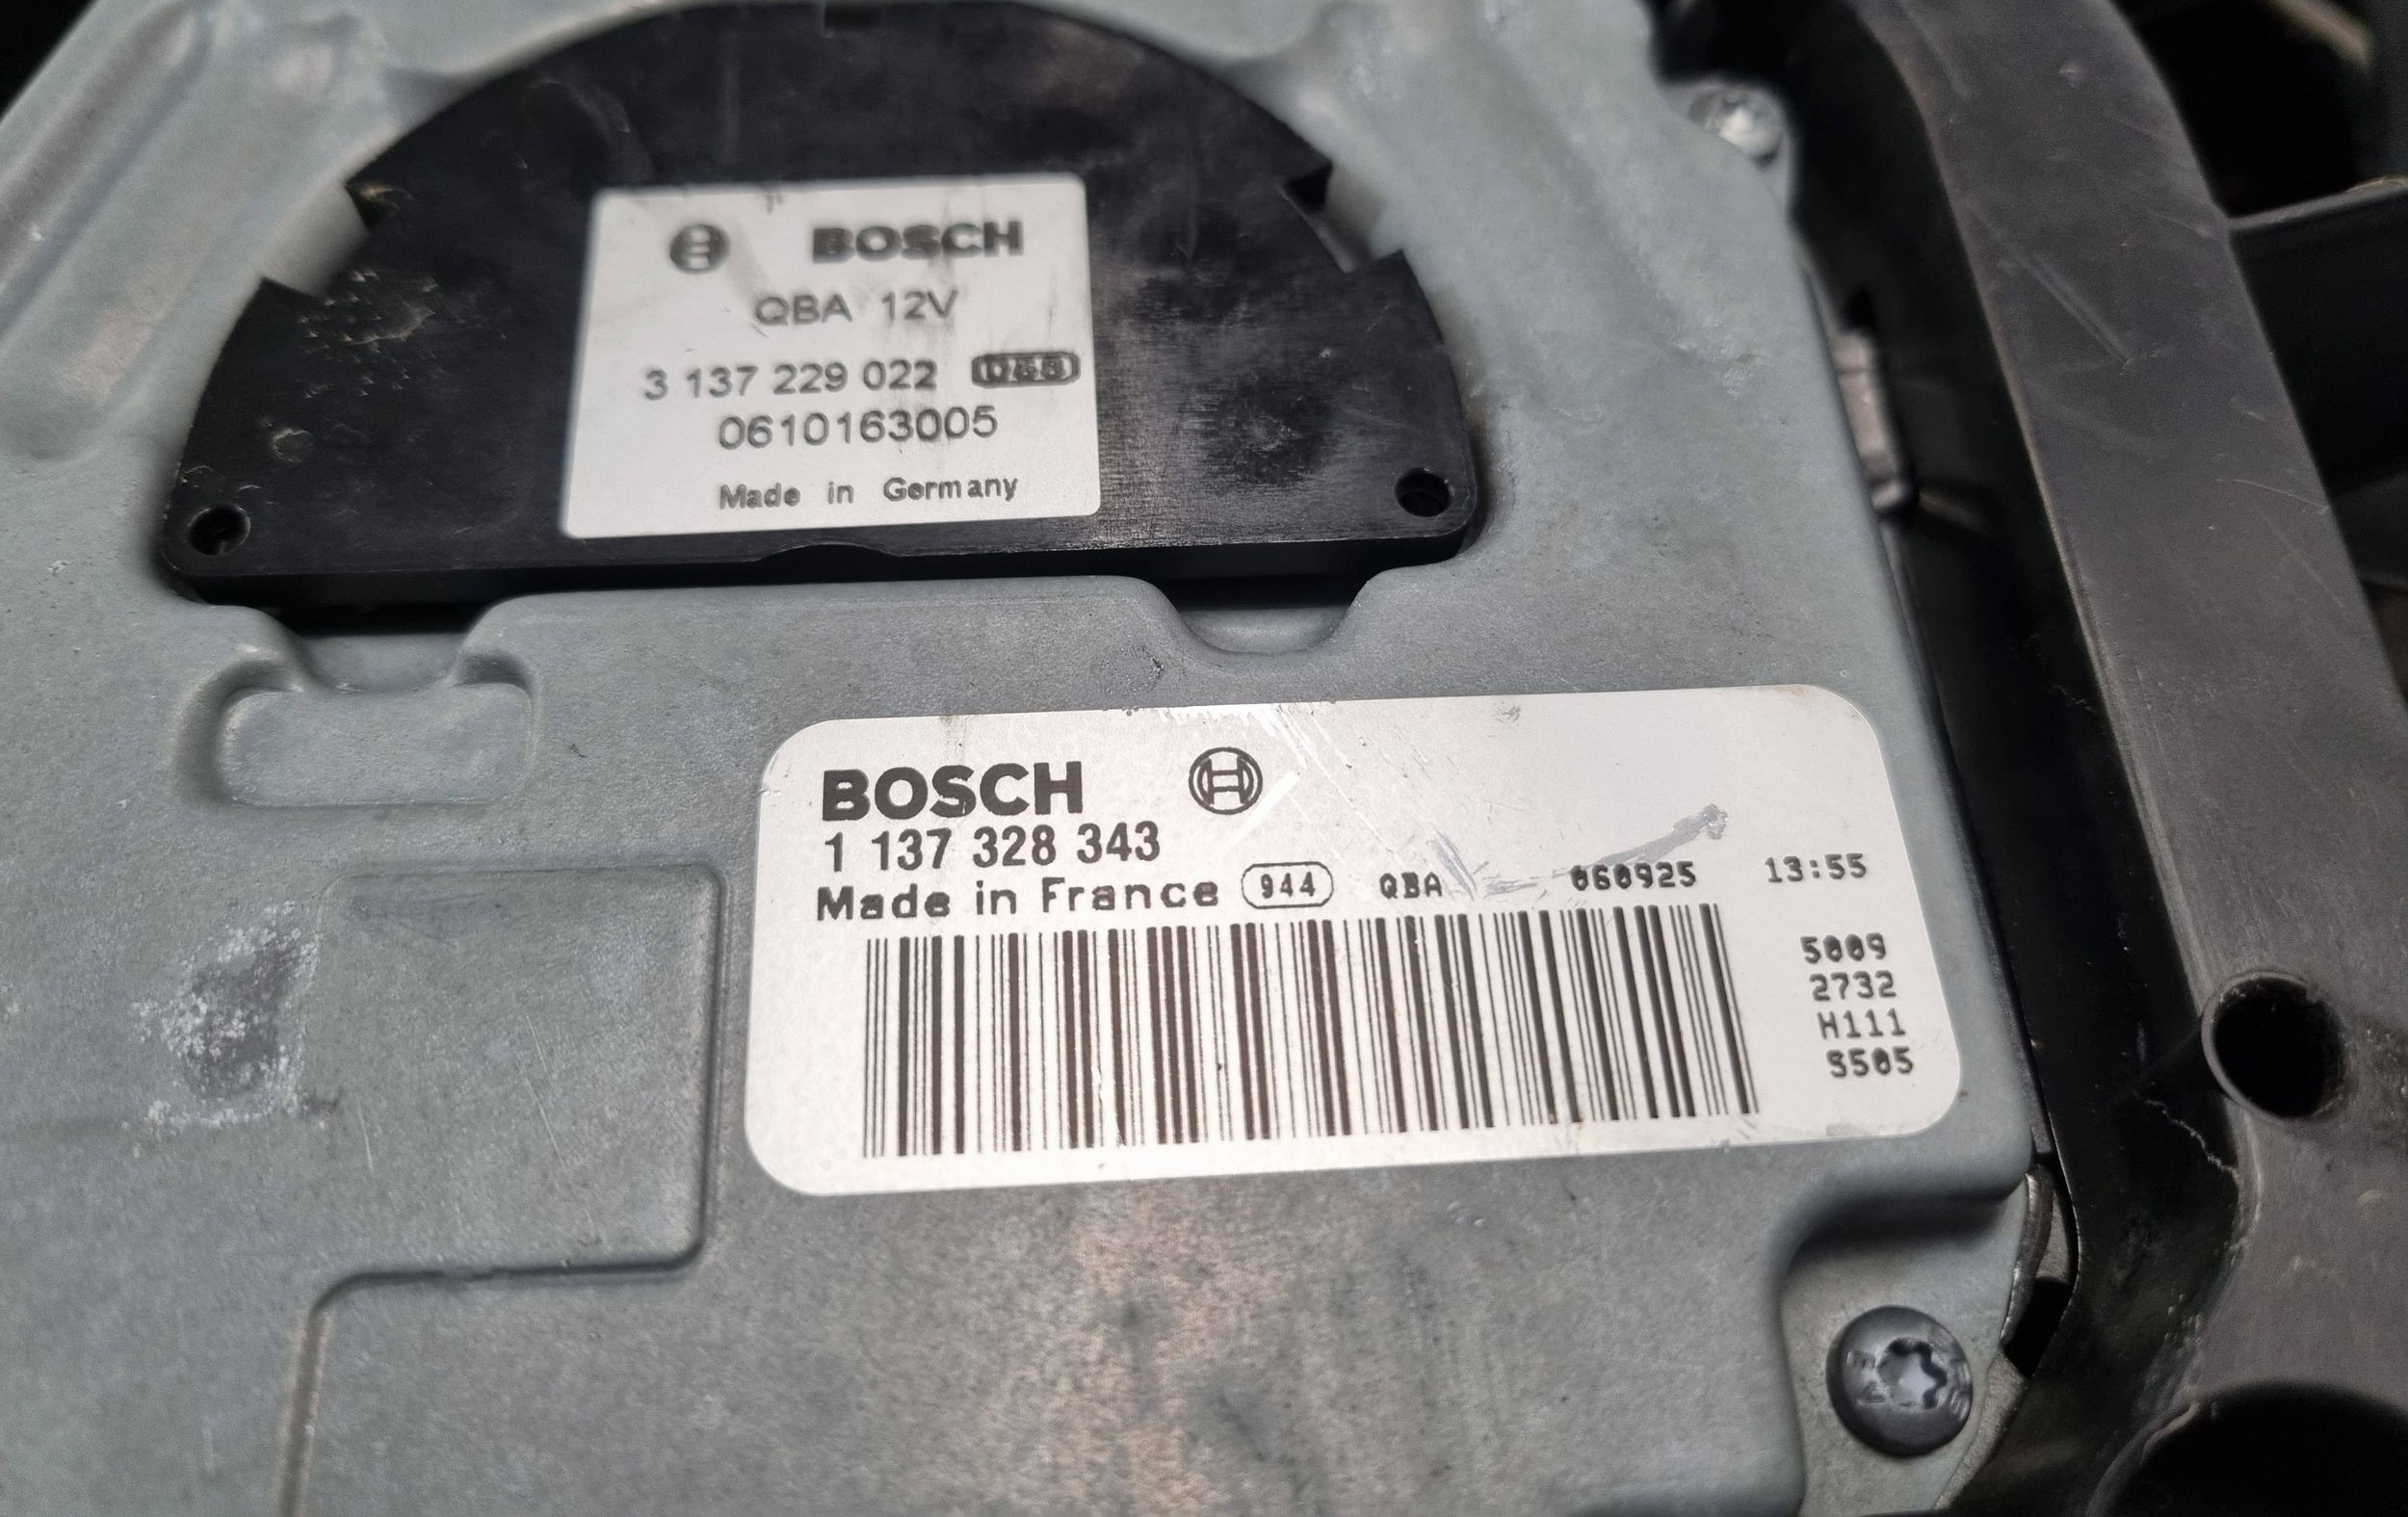 BOSCH
QBA 12V
3 137 229 022
0610163005
Made in Germany
BOSCH
1 137 328 343
Made in France 944 QBA 060925 13:55
5009
2732
H111
S505